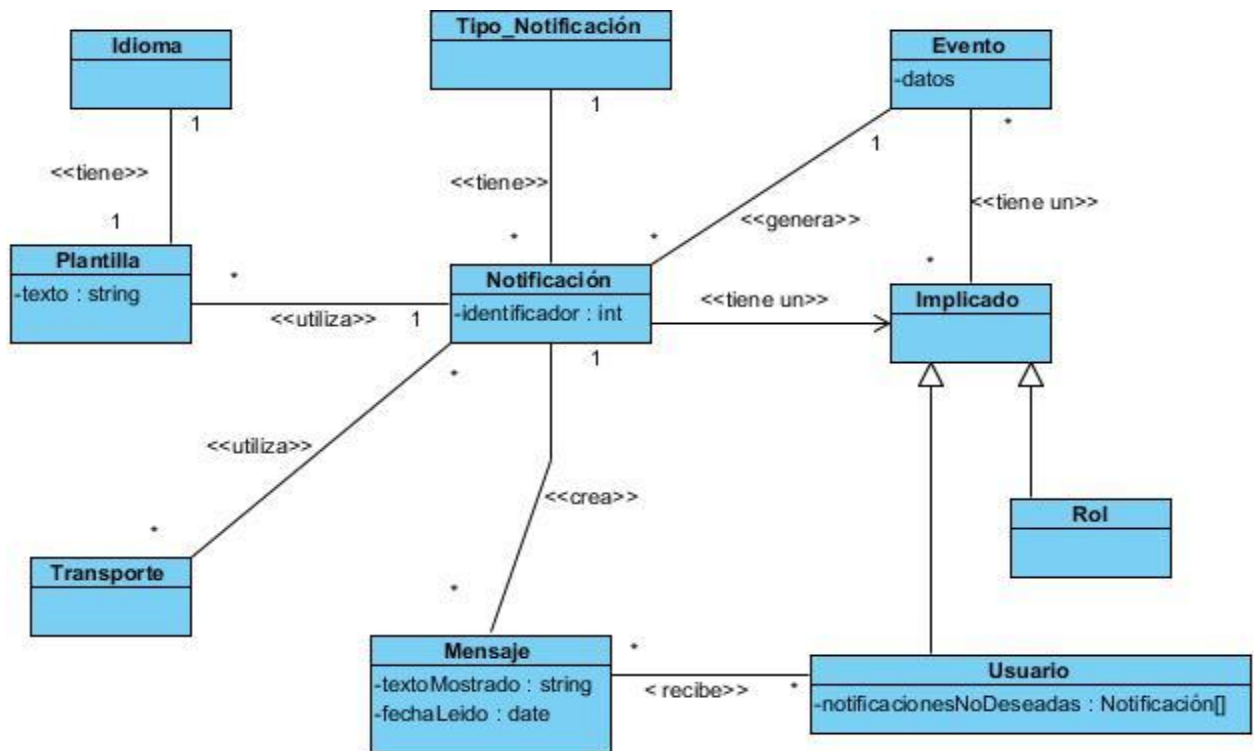 Idioma
Tipo_Notificación
Evento
-datos
1
1
1
*
<<tiene>>
<<tiene>>
<<genera>>
<<tiene un>>
1
*
*
*
Plantilla
-texto : string
*
<<utiliza>>
1
Notificación
-identificador : int
<<tiene un>>
Implicado
*
1
<<utiliza>>
<<crea>>
Rol
*
Transporte
*
Mensaje
-textoMostrado : string
-fechaLeido : date
*
< recibe>>
*
Usuario
-notificacionesNoDeseadas : Notificación[]